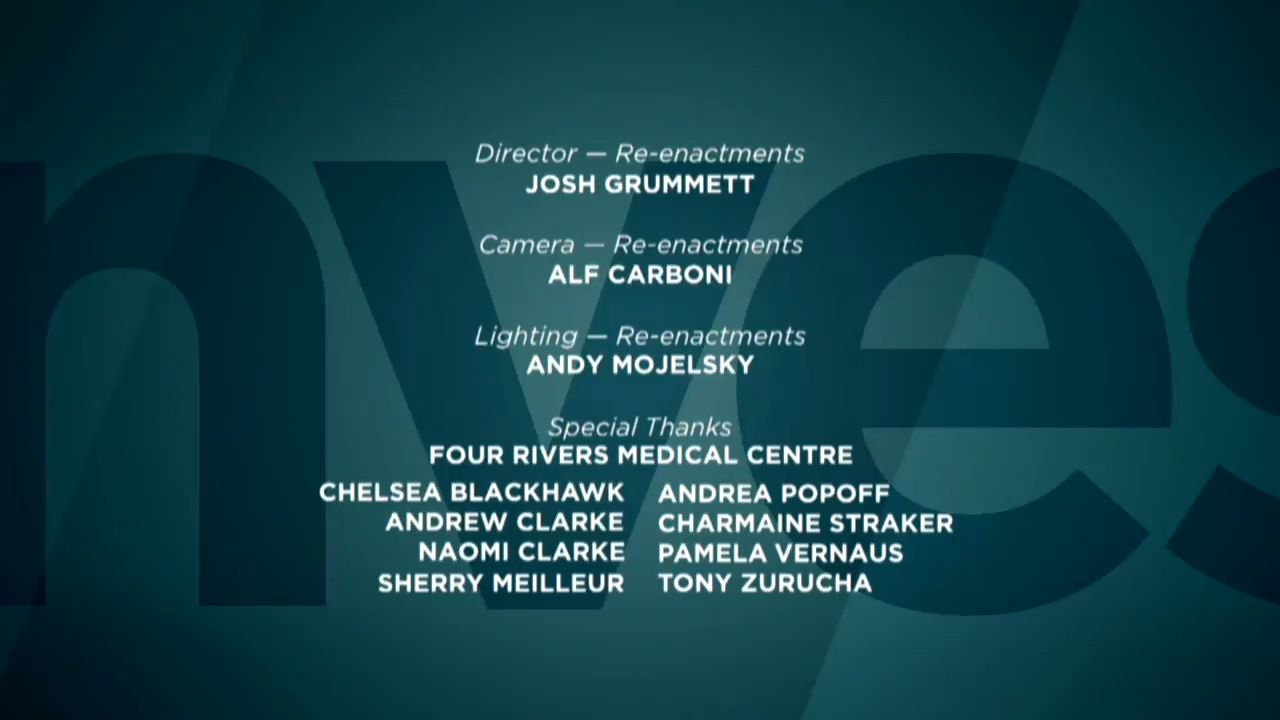 nves
Director — Re-enactments
JOSH GRUMMETT
Camera — Re-enactments
ALF CARBONI
Lighting — Re-enactments
ANDY MOJELSKY
Special Thanks
FOUR RIVERS MEDICAL CENTRE
CHELSEA BLACKHAWK ANDREA POPOFF
ANDREW CLARKE CHARMAINE STRAKER
NAOMI CLARKE PAMELA VERNAUS
SHERRY MEILLEUR TONY ZURUCHA